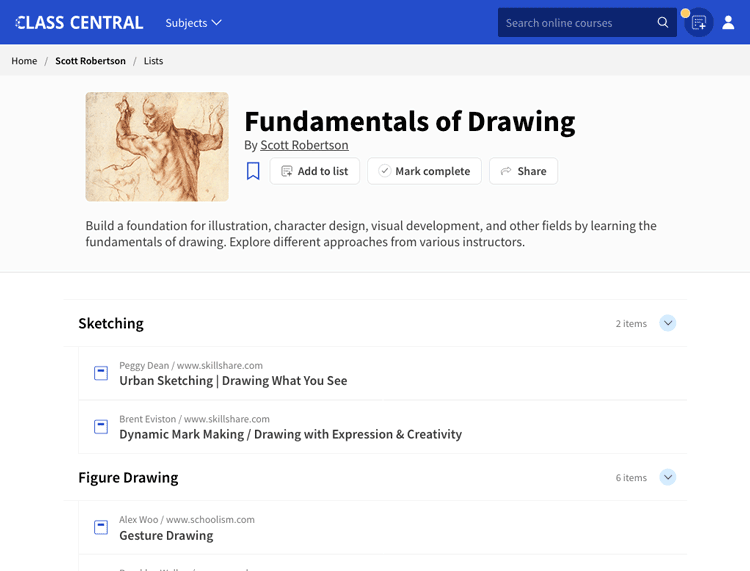 CLASS CENTRAL
Subjects
Search online courses
Home / Scott Robertson / Lists
Fundamentals of Drawing
By Scott Robertson
Add to list
Mark complete
Share
Build a foundation for illustration, character design, visual development, and other fields by learning the
fundamentals of drawing. Explore different approaches from various instructors.
Sketching
2 items
Peggy Dean / www.skillshare.com
Urban Sketching | Drawing What You See
Brent Eviston / www.skillshare.com
Dynamic Mark Making / Drawing with Expression & Creativity
Figure Drawing
6 items
Alex Woo / www.schoolism.com
Gesture Drawing